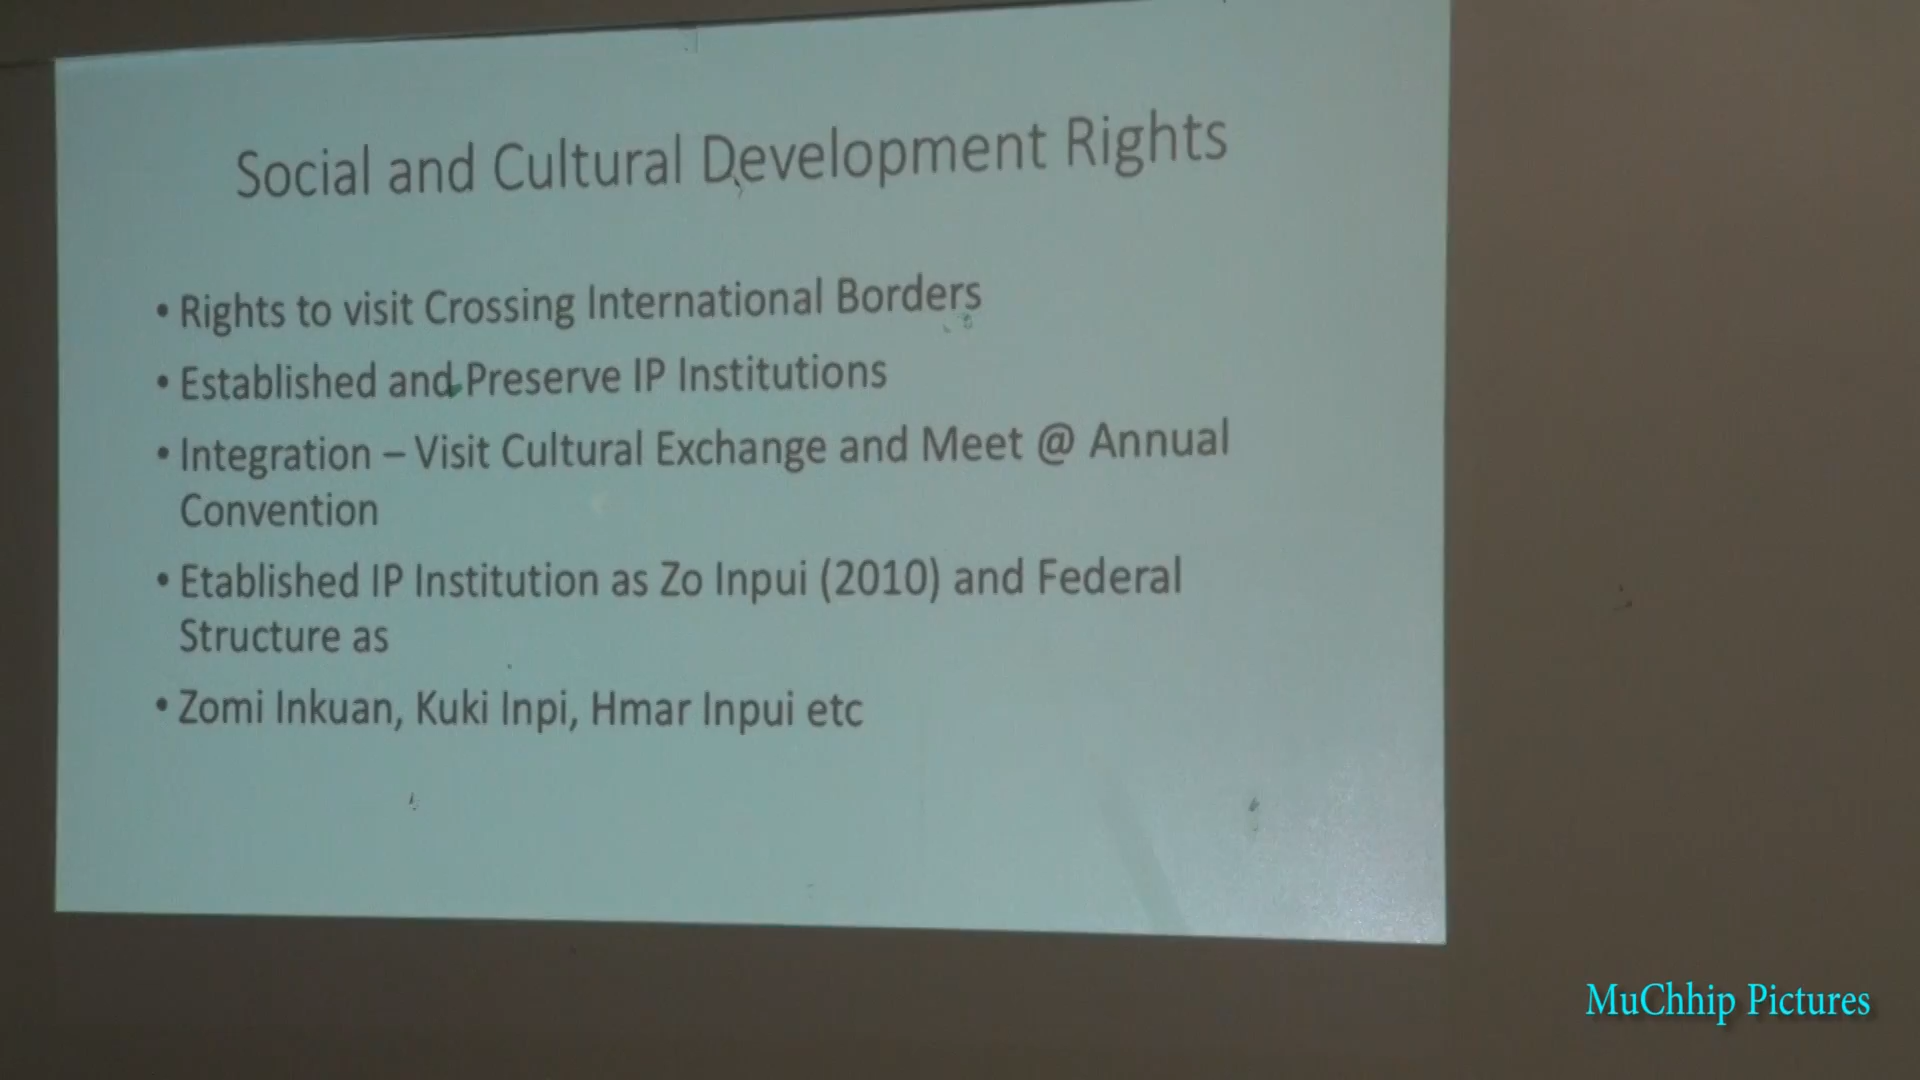 Social and Cultural Development Rights
• Rights to visit Crossing International Borders
• Established and Preserve IP Institutions
• Integration – Visit Cultural Exchange and Meet @ Annual
Convention
• Etablished IP Institution as Zo Inpui (2010) and Federal
Structure as
• Zomi Inkuan, Kuki Inpi, Hmar Inpui etc
MuChhip Pictures